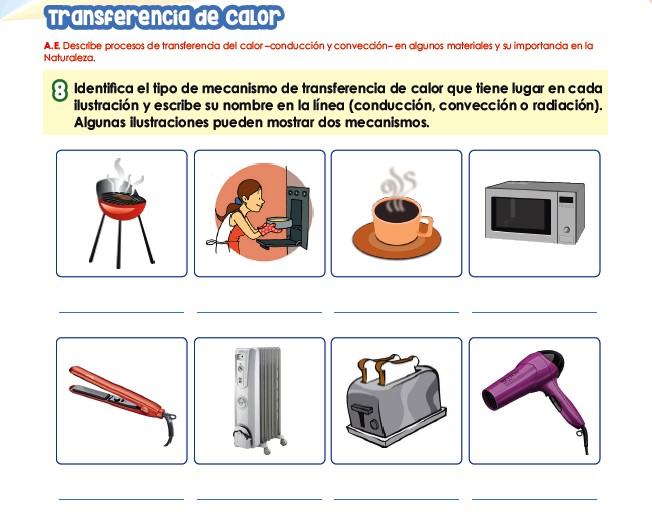 Transferencia de calor
A.E. Describe procesos de transferencia del calor –conducción y convección– en algunos materiales y su importancia en la
Naturaleza.
8 Identifica el tipo de mecanismo de transferencia de calor que tiene lugar en cada
ilustración y escribe su nombre en la línea (conducción, convección o radiación).
Algunas ilustraciones pueden mostrar dos mecanismos.